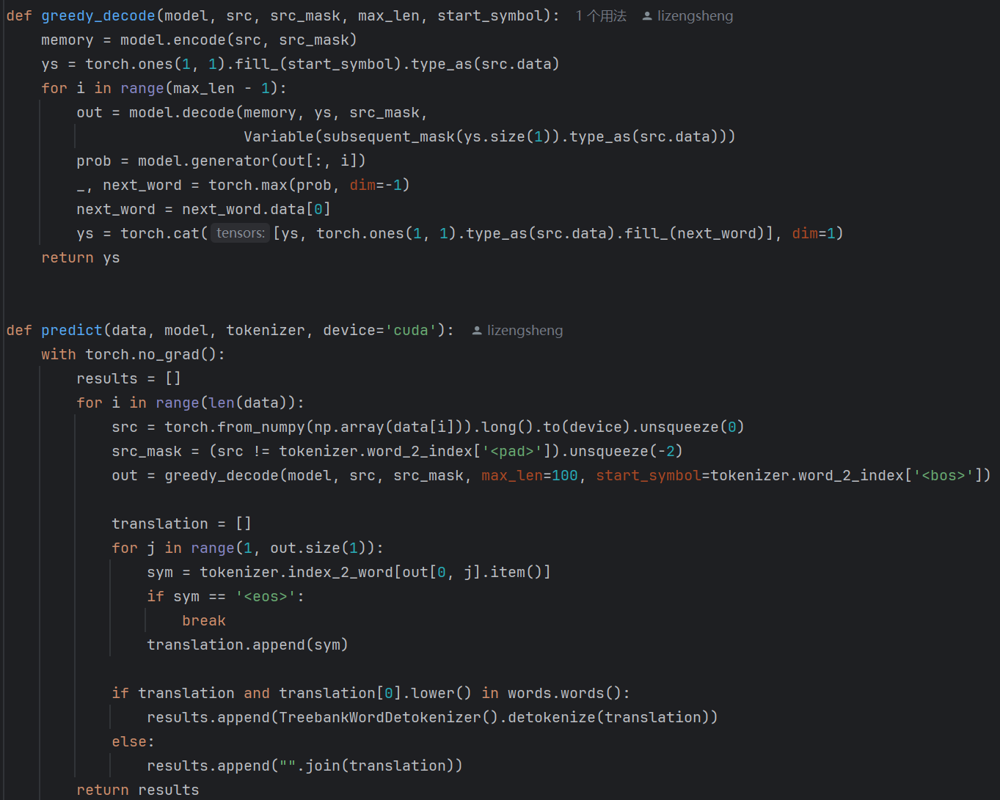 def greedy_decode(model, src, src_mask, max_len, start_symbol): 1 个用法 lizengsheng
    memory = model.encode(src, src_mask)
    ys = torch.ones(1, 1).fill_(start_symbol).type_as(src.data)
    for i in range(max_len - 1):
        out = model.decode(memory, ys, src_mask,
                           Variable(subsequent_mask(ys.size(1)).type_as(src.data)))
        prob = model.generator(out[:, i])
        _, next_word = torch.max(prob, dim=-1)
        next_word = next_word.data[0]
        ys = torch.cat( tensors: [ys, torch.ones(1, 1).type_as(src.data).fill_(next_word)], dim=1)
    return ys
def predict(data, model, tokenizer, device='cuda'): lizengsheng
    with torch.no_grad():
        results = []
        for i in range(len(data)):
            src = torch.from_numpy(np.array(data[i])).long().to(device).unsqueeze(0)
            src_mask = (src != tokenizer.word_2_index['<pad>']).unsqueeze(-2)
            out = greedy_decode(model, src, src_mask, max_len=100, start_symbol=tokenizer.word_2_index['<bos>'])
            translation = []
            for j in range(1, out.size(1)):
                sym = tokenizer.index_2_word[out[0, j].item()]
                if sym == '<eos>':
                    break
                translation.append(sym)
            if translation and translation[0].lower() in words.words():
                results.append(TreebankWordDetokenizer().detokenize(translation))
            else:
                results.append("".join(translation))
        return results